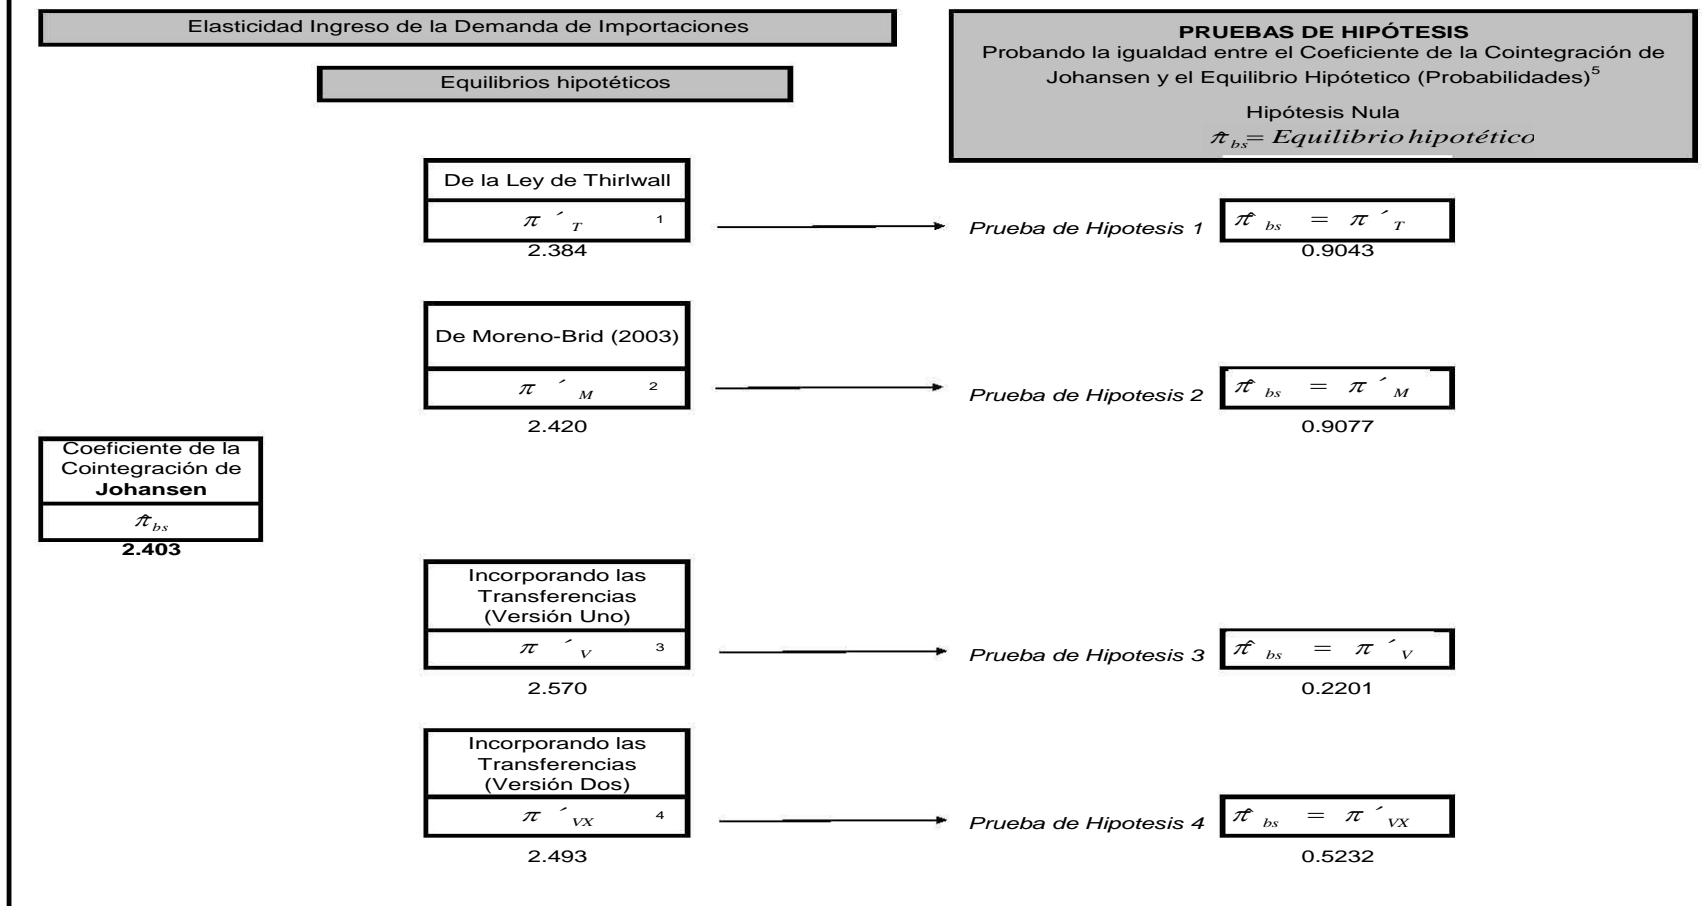 Elasticidad Ingreso de la Demanda de Importaciones
Equilibrios hipotéticos
PRUEBAS DE HIPÓTESIS
Probando la igualdad entre el Coeficiente de la Cointegración de
Johansen y el Equilibrio Hipótetico (Probabilidades)⁵
Hipótesis Nula
π̂ bs = Equilibrio hipotético
De la Ley de Thirlwall
π ´ T 1
2.384
Prueba de Hipotesis 1
π̂ bs = π ´ T
0.9043
De Moreno-Brid (2003)
π ´ M 2
2.420
Prueba de Hipotesis 2
π̂ bs = π ´ M
0.9077
Coeficiente de la
Cointegración de
Johansen
π̂ bs
2.403
Incorporando las
Transferencias
(Versión Uno)
π ´ V 3
2.570
Prueba de Hipotesis 3
π̂ bs = π ´ V
0.2201
Incorporando las
Transferencias
(Versión Dos)
π ´ VX 4
2.493
Prueba de Hipotesis 4
π̂ bs = π ´ VX
0.5232